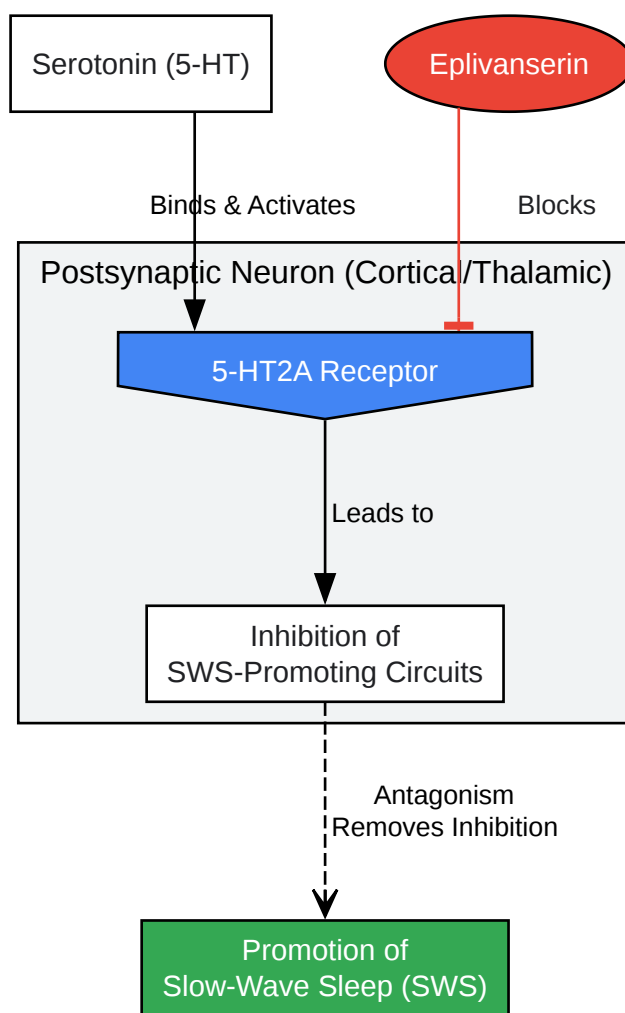 Serotonin (5-HT)
Eplivanserin
Binds & Activates
Blocks
Postsynaptic Neuron (Cortical/Thalamic)
5-HT2A Receptor
Leads to
Inhibition of
SWS-Promoting Circuits
Antagonism
Removes Inhibition
Promotion of
Slow-Wave Sleep (SWS)